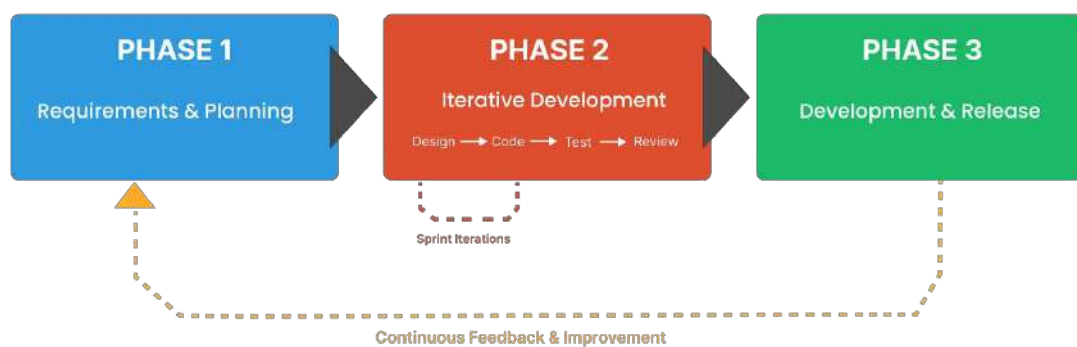 PHASE 1
Requirements & Planning
PHASE 2
Iterative Development
Design Code Test Review
PHASE 3
Development & Release
Sprint Iterations
Continuous Feedback & Improvement